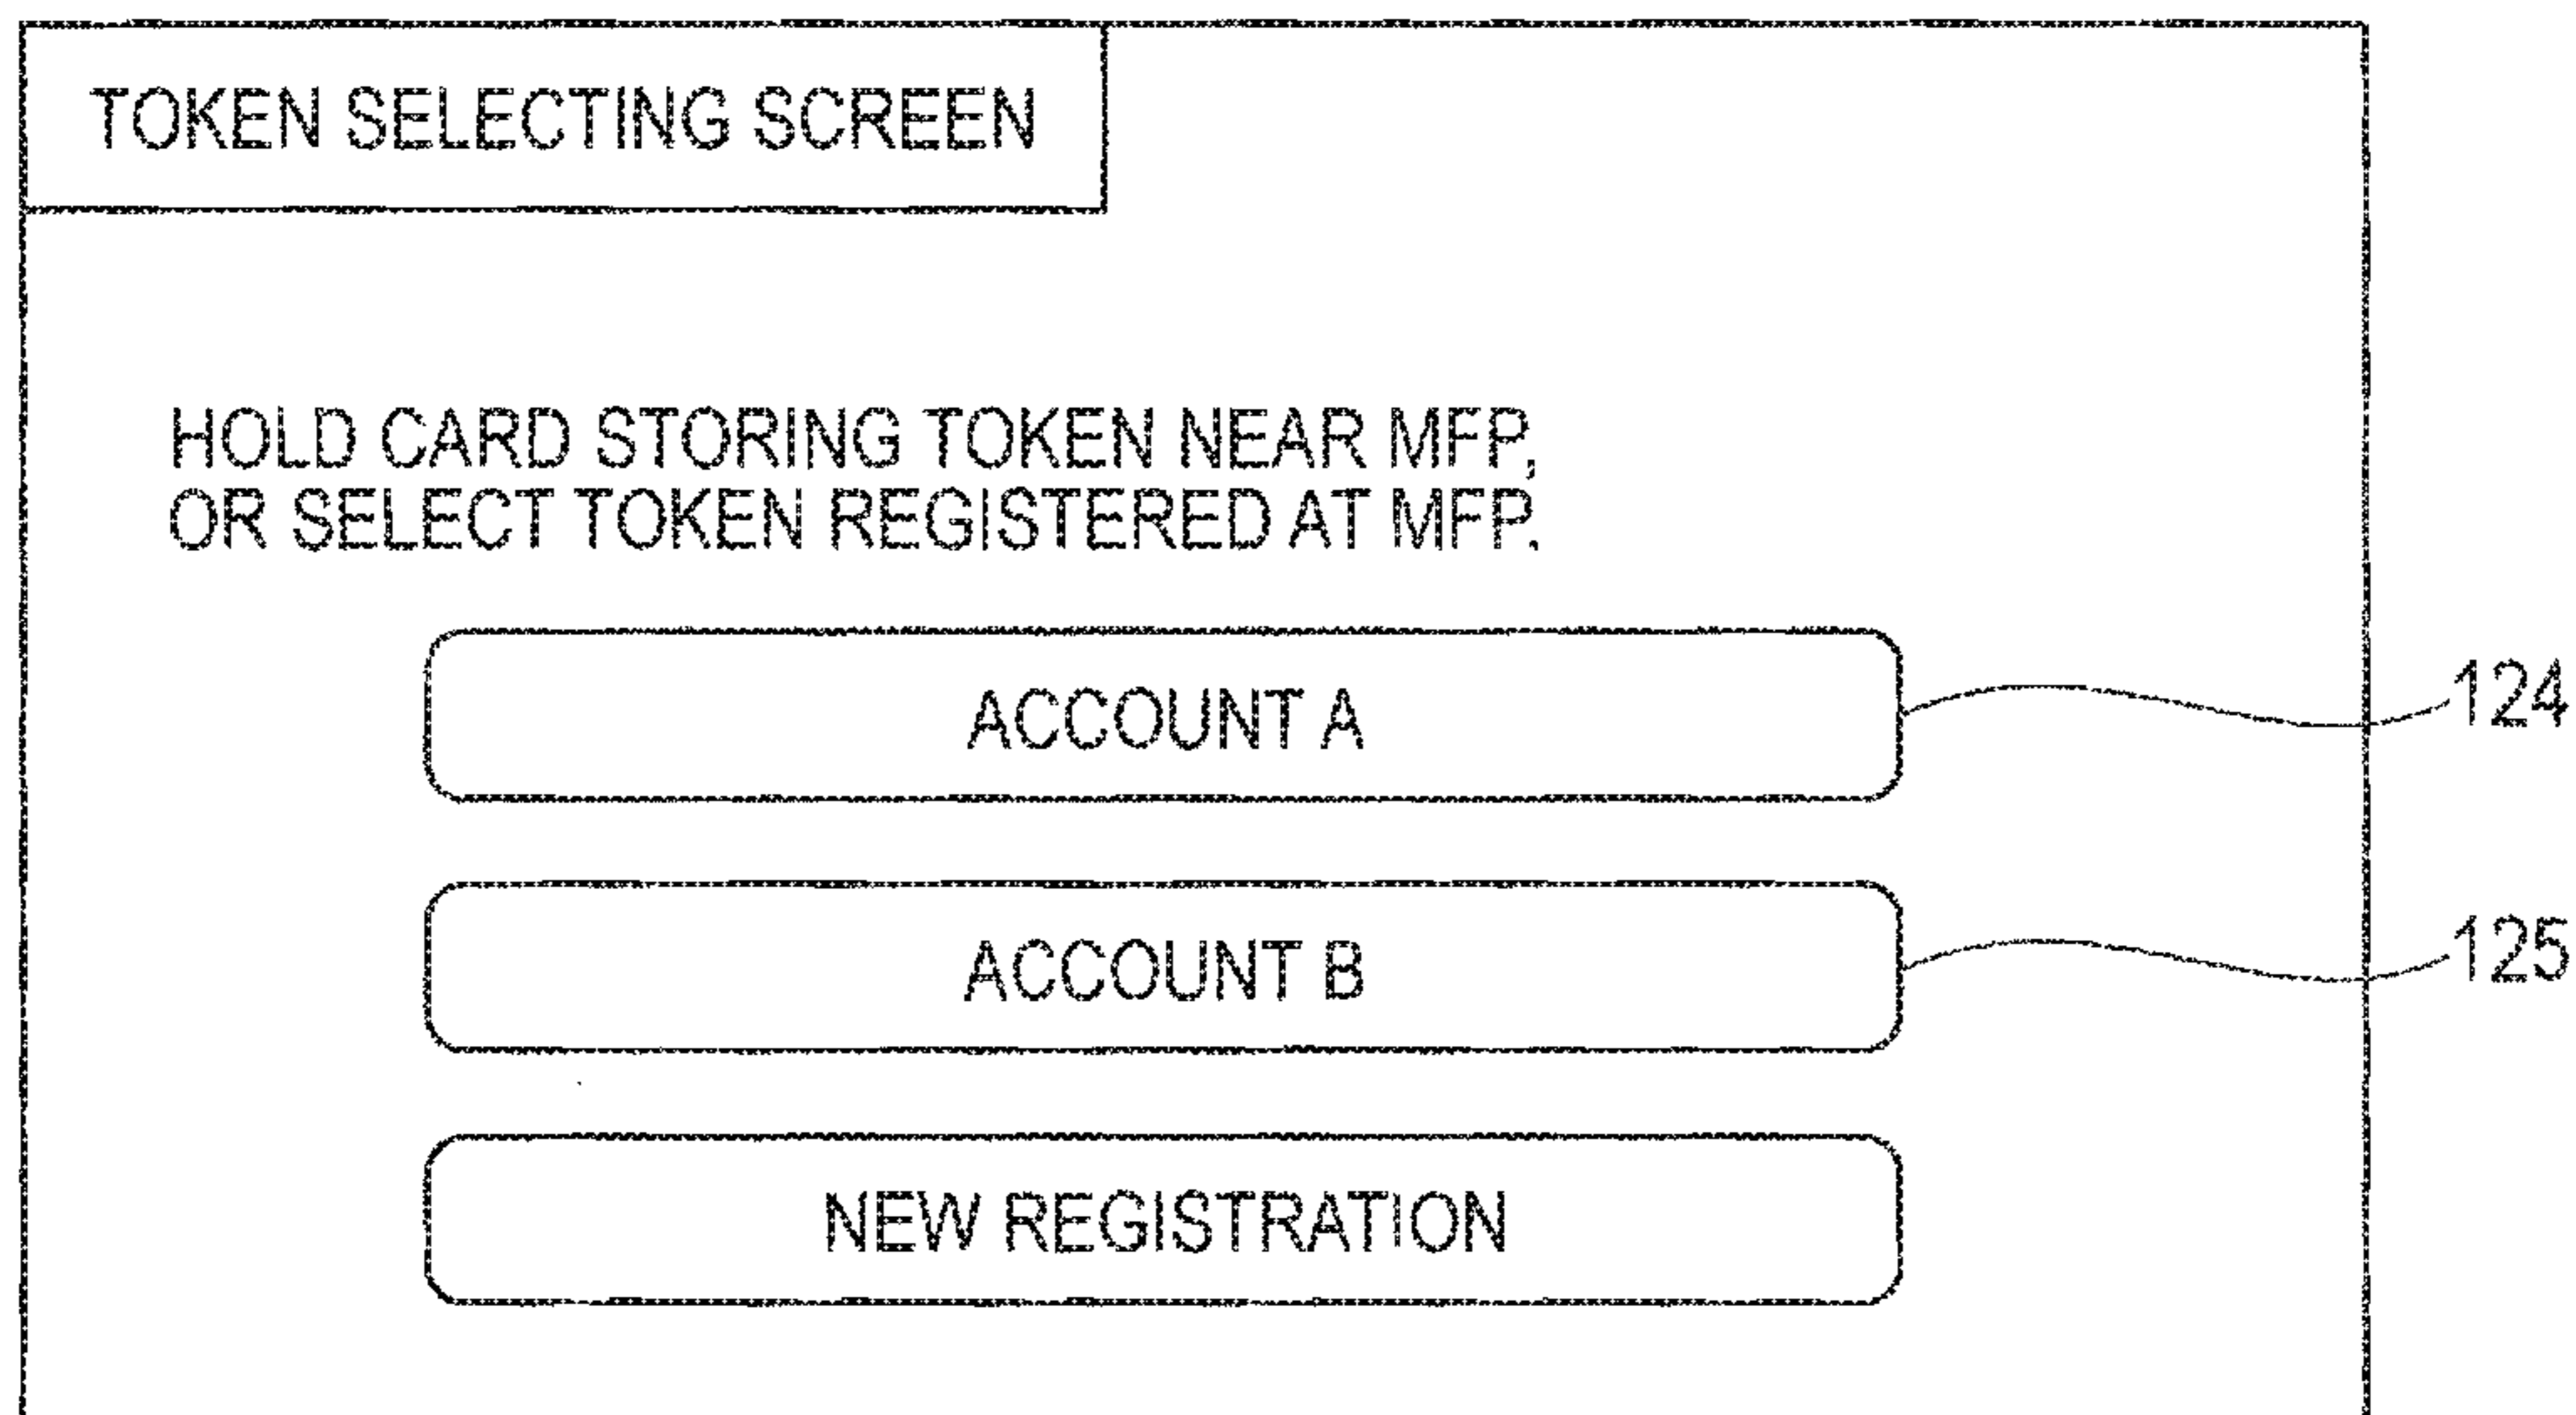 TOKEN SELECTING SCREEN
HOLD CARD STORING TOKEN NEAR MFP,
OR SELECT TOKEN REGISTERED AT MFP.
ACCOUNT A
124
ACCOUNT B
125
NEW REGISTRATION